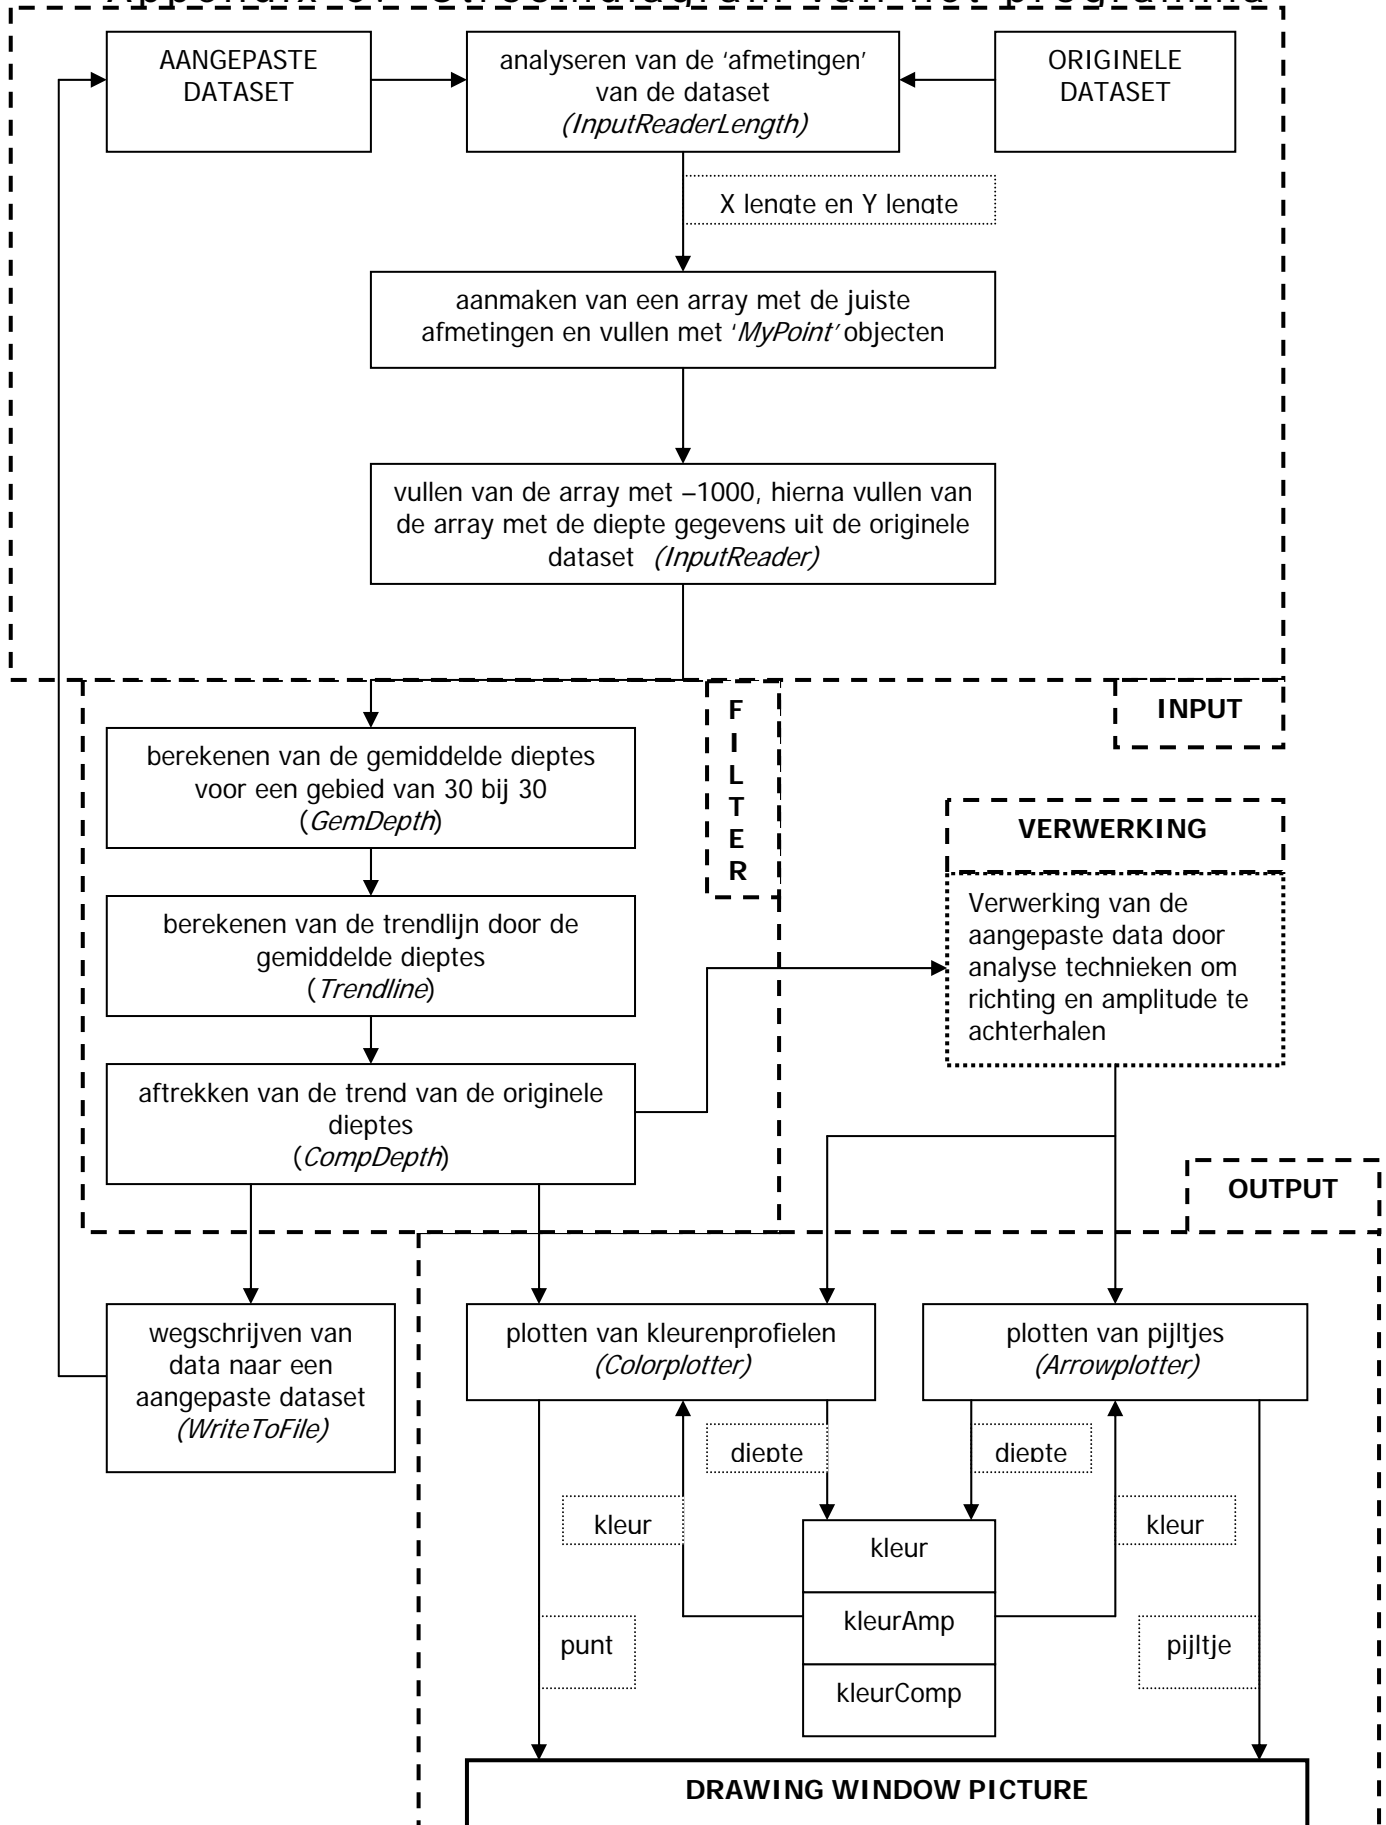 AANGEPASTE
DATASET
analyseren van de ‘afmetingen’
van de dataset
(InputReaderLength)
ORIGINELE
DATASET
X lengte en Y lengte
aanmaken van een array met de juiste
afmetingen en vullen met ‘MyPoint’ objecten
vullen van de array met –1000, hierna vullen van
de array met de diepte gegevens uit de originele
dataset (InputReader)
FILTER
INPUT
berekenen van de gemiddelde dieptes
voor een gebied van 30 bij 30
(GemDepth)
VERWERKING
berekenen van de trendlijn door de
gemiddelde dieptes
(Trendline)
Verwerking van de
aangepaste data door
analyse technieken om
richting en amplitude te
achterhalen
aftrekken van de trend van de originele
dieptes
(CompDepth)
OUTPUT
wegschrijven van
data naar een
aangepaste dataset
(WriteToFile)
plotten van kleurenprofielen
(Colorplotter)
plotten van pijltjes
(Arrowplotter)
diepte
diepte
kleur
kleur
kleur
kleurAmp
kleurComp
punt
pijltje
DRAWING WINDOW PICTURE